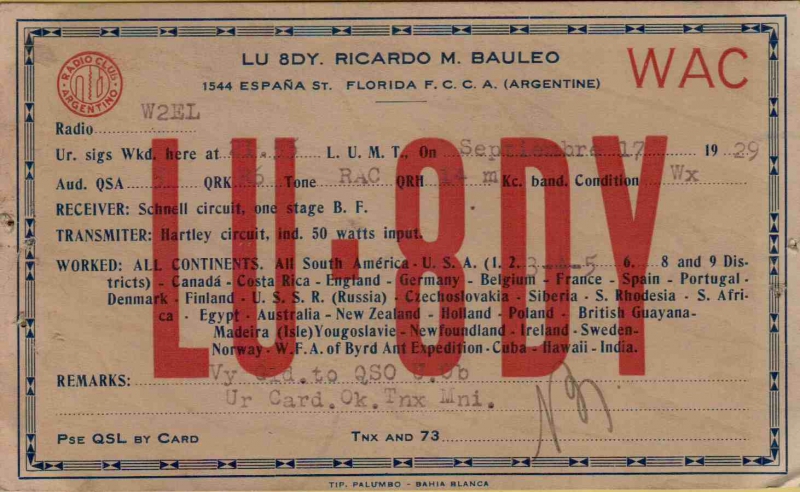 LU 8DY. RICARDO M. BAULEO
WAC
1544 ESPAÑA ST. FLORIDA F. C. C. A. (ARGENTINE)
RADIO CLUB ARGENTINO
LU-8DY
Radio W2EL
Ur. sigs Wkd. here at L. U. M. T., On Septiembre 17 1929
Aud. QSA QRK Tone RAC QRH 14 m Kc. band. Condition Wx
RECEIVER: Schnell circuit, one stage B. F.
TRANSMITER: Hartley circuit, ind. 50 watts input.
WORKED: ALL CONTINENTS. All South América - U. S. A. (1. 2. 3-4-5 6. 8 and 9 Dis-
tricts) - Canadá - Costa Rica - England - Germany - Belgium - France - Spain - Portugal -
Denmark - Finland - U. S. S. R. (Russia) - Czechoslovakia - Siberia - S. Rhodesia - S. Afri-
ca - Egypt - Australia - New Zealand - Holland - Poland - British Guayana-
Madeira (Isle) Yougoslavie - Newfoundland - Ireland - Sweden-
Norway - W. F. A. of Byrd Ant Expedition - Cuba - Hawaii - India.
REMARKS: Vy Gld. to QSO U.Ob
Ur Card. Ok. Tnx Mni.
PSE QSL BY CARD TNX AND 73
TIP. PALUMBO - BAHIA BLANCA